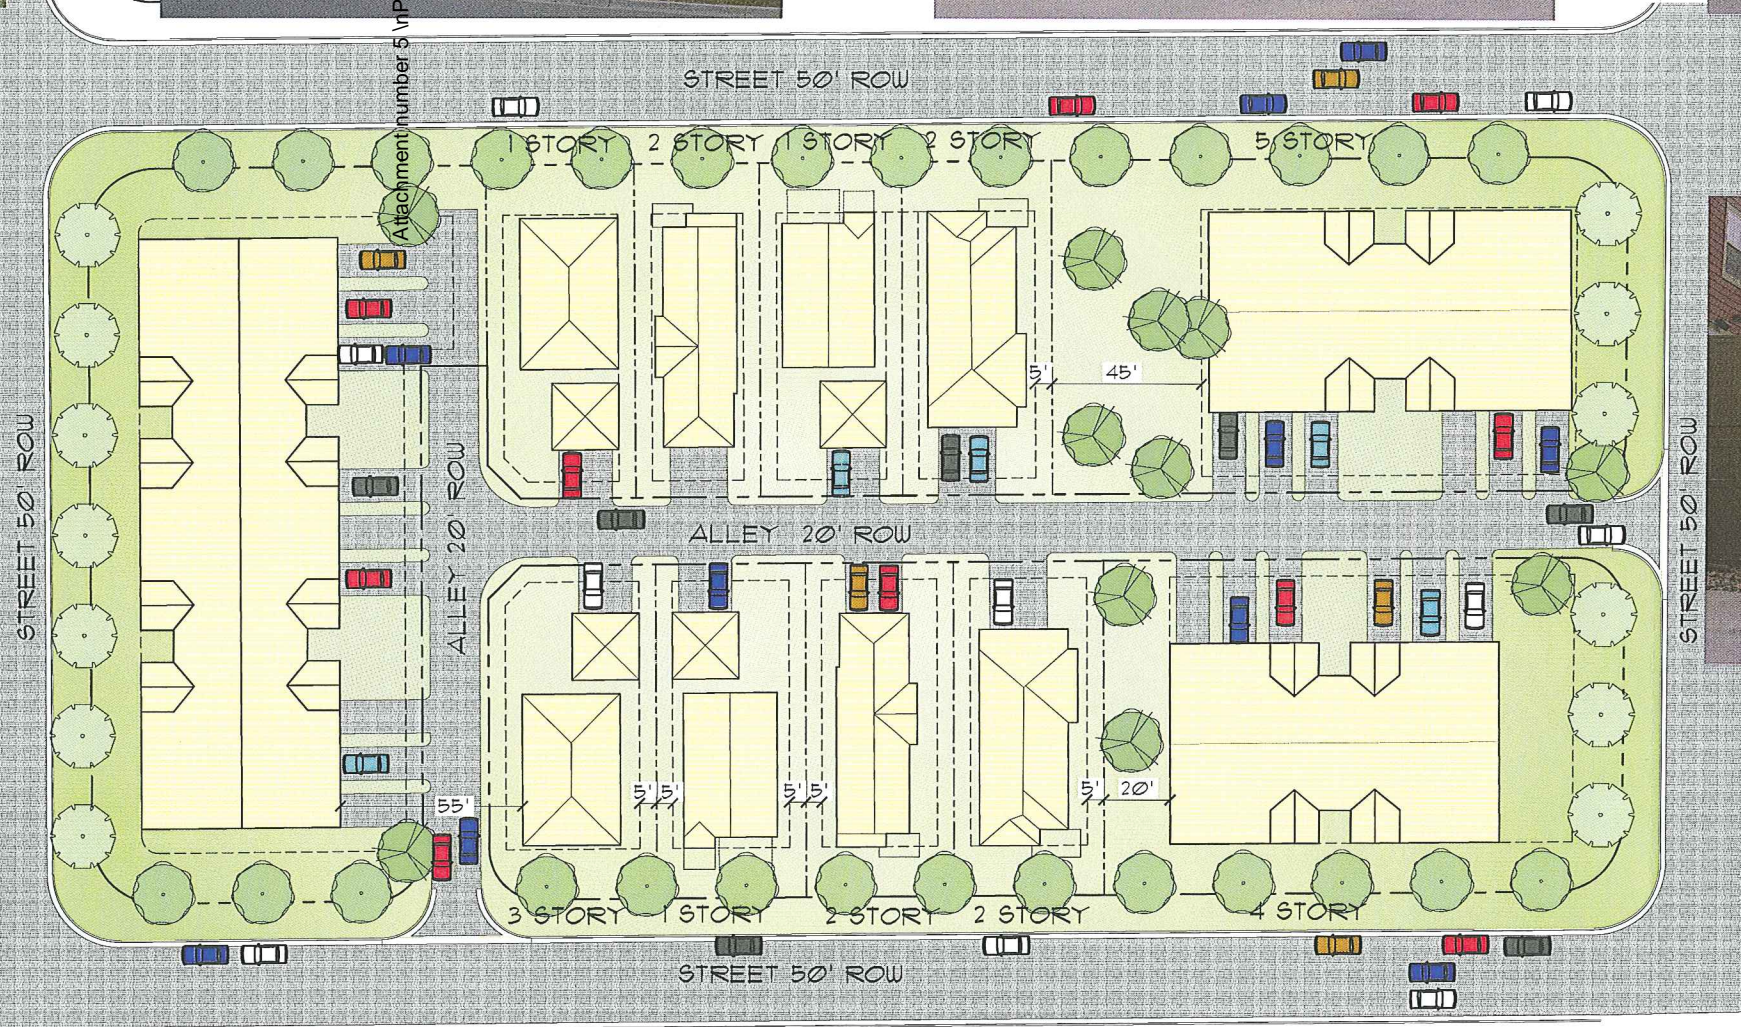 Attachment number 5 \nP
STREET 50' ROW
1 STORY
2 STORY
1 STORY
2 STORY
5 STORY
5'
45'
STREET 50' ROW
ALLEY 20' ROW
ALLEY 20' ROW
STREET 50' ROW
55'
5'
5'
5'
5'
5'
20'
3 STORY
1 STORY
2 STORY
2 STORY
4 STORY
STREET 50' ROW